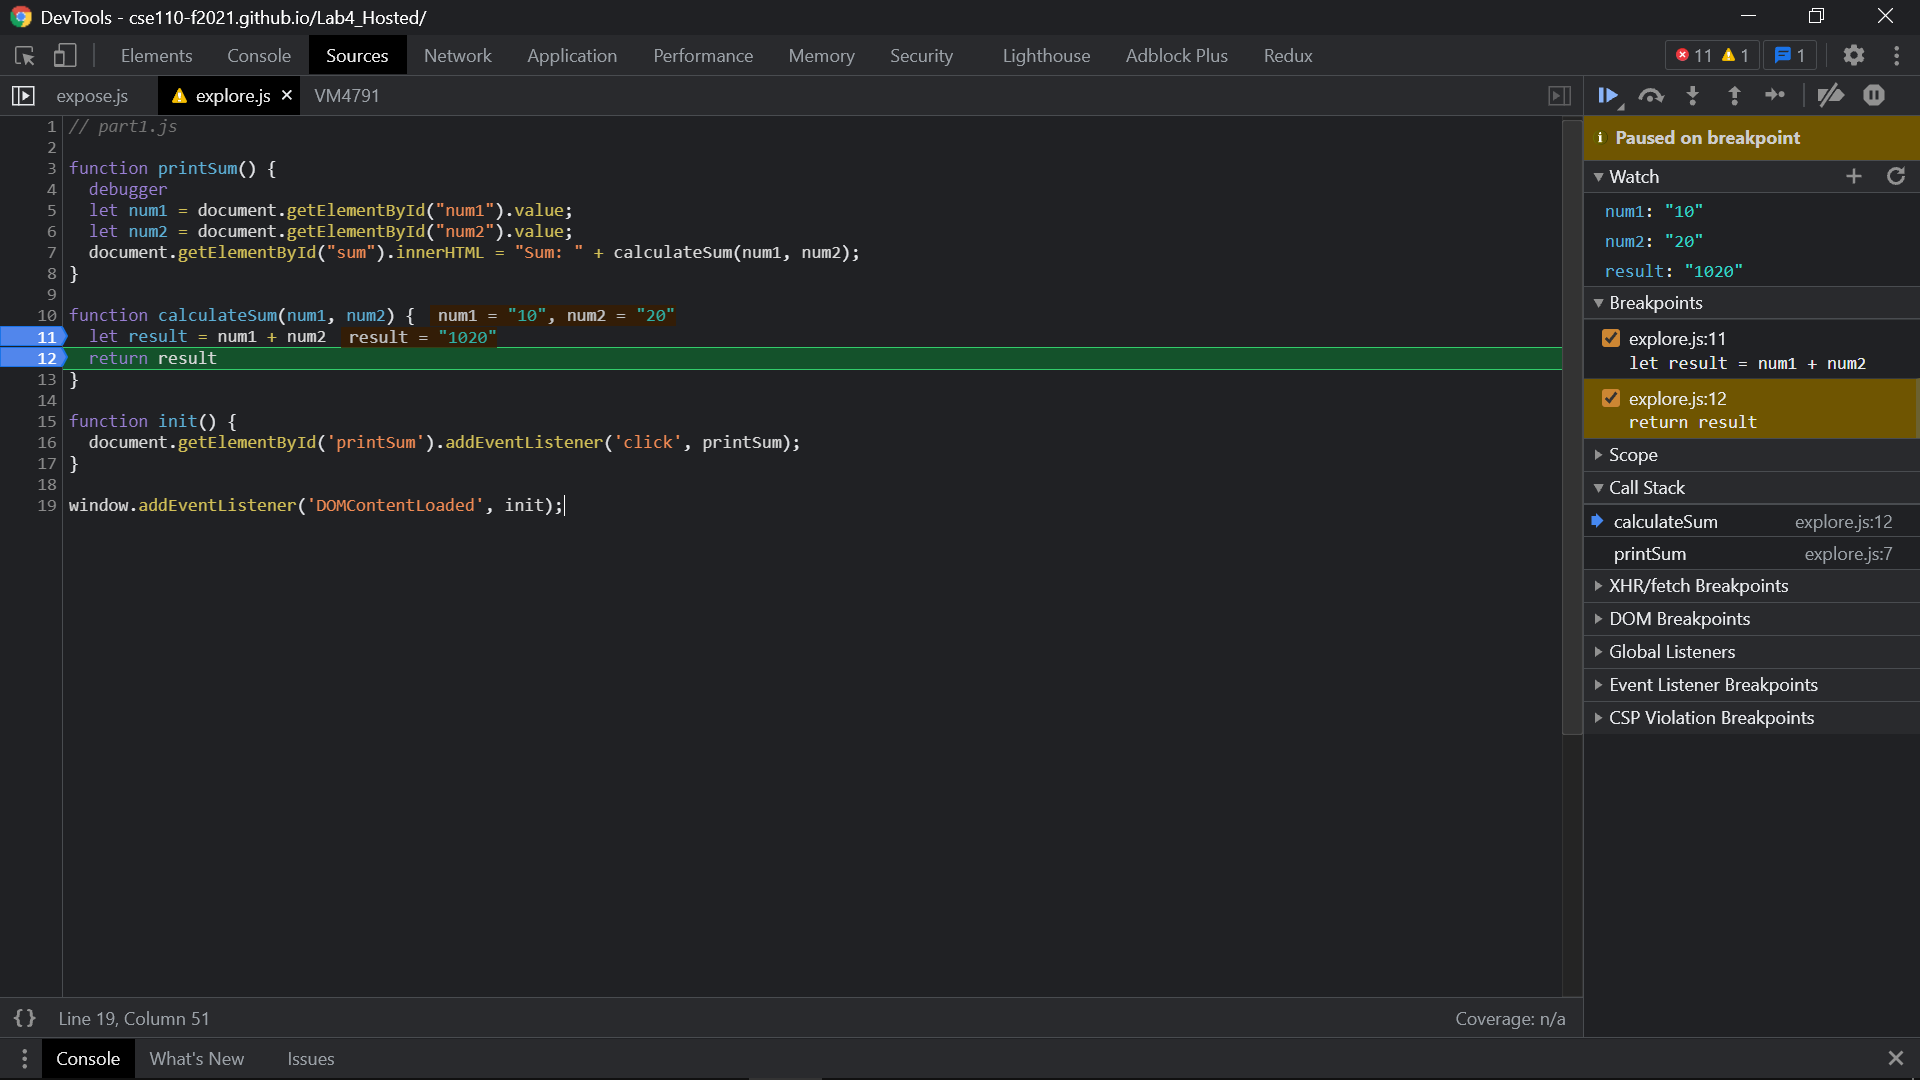 DevTools - cse110-f2021.github.io/Lab4_Hosted/
Elements Console Sources Network Application Performance Memory Security Lighthouse Adblock Plus Redux 11 1 1
expose.js explore.js × VM4791
1 // part1.js
2
3 function printSum() {
4 debugger
5 let num1 = document.getElementById("num1").value;
6 let num2 = document.getElementById("num2").value;
7 document.getElementById("sum").innerHTML = "Sum: " + calculateSum(num1, num2);
8 }
9
10 function calculateSum(num1, num2) { num1 = "10", num2 = "20"
11 let result = num1 + num2 result = "1020"
12 return result
13 }
14
15 function init() {
16 document.getElementById('printSum').addEventListener('click', printSum);
17 }
18
19 window.addEventListener('DOMContentLoaded', init);
Paused on breakpoint
Watch
num1: "10"
num2: "20"
result: "1020"
Breakpoints
explore.js:11
let result = num1 + num2
explore.js:12
return result
Scope
Call Stack
calculateSum explore.js:12
printSum explore.js:7
XHR/fetch Breakpoints
DOM Breakpoints
Global Listeners
Event Listener Breakpoints
CSP Violation Breakpoints
{} Line 19, Column 51 Coverage: n/a
Console What's New Issues